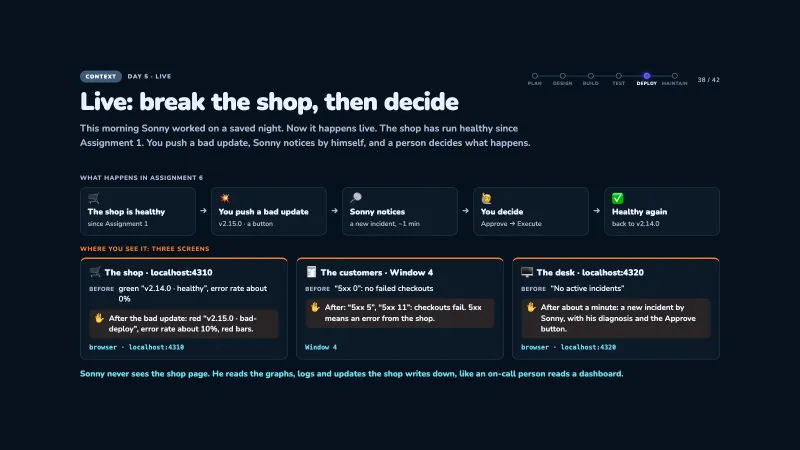 CONTEXT DAY 5 · LIVE
PLAN DESIGN BUILD TEST DEPLOY MAINTAIN
38 / 42
Live: break the shop, then decide
This morning Sonny worked on a saved night. Now it happens live. The shop has run healthy since
Assignment 1. You push a bad update, Sonny notices by himself, and a person decides what happens.
WHAT HAPPENS IN ASSIGNMENT 6
The shop is healthy
since Assignment 1
→
You push a bad update
v2.15.0 · a button
→
Sonny notices
a new incident, ~1 min
→
You decide
Approve → Execute
→
Healthy again
back to v2.14.0
WHERE YOU SEE IT: THREE SCREENS
The shop · localhost:4310
BEFORE green “v2.14.0 · healthy”, error rate about
0%
After the bad update: red “v2.15.0 · bad-
deploy”, error rate about 10%, red bars.
browser · localhost:4310
The customers · Window 4
BEFORE “5xx 0”: no failed checkouts
After: “5xx 5”, “5xx 11”: checkouts fail. 5xx
means an error from the shop.
Window 4
The desk · localhost:4320
BEFORE “No active incidents”
After about a minute: a new incident by
Sonny, with his diagnosis and the Approve
button.
browser · localhost:4320
Sonny never sees the shop page. He reads the graphs, logs and updates the shop writes down, like an on-call person reads a dashboard.